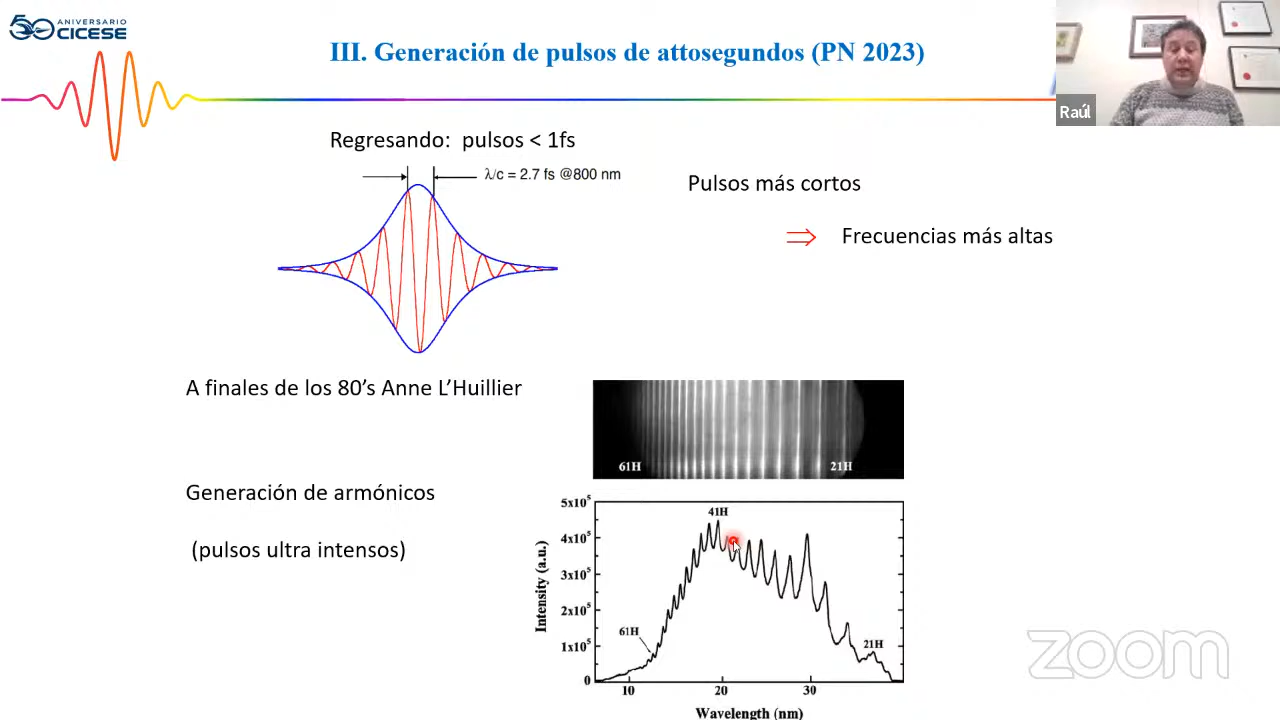 50 ANIVERSARIO
CICESE
III. Generación de pulsos de attosegundos (PN 2023)
Raúl
Regresando: pulsos < 1fs
λ/c = 2.7 fs @800 nm
Pulsos más cortos
⇒ Frecuencias más altas
A finales de los 80’s Anne L’Huillier
61H
21H
Generación de armónicos
(pulsos ultra intensos)
5x10⁵
4x10⁵
3x10⁵
2x10⁵
1x10⁵
0
Intensity (a.u.)
41H
61H
21H
10 20 30
Wavelength (nm)
zoom